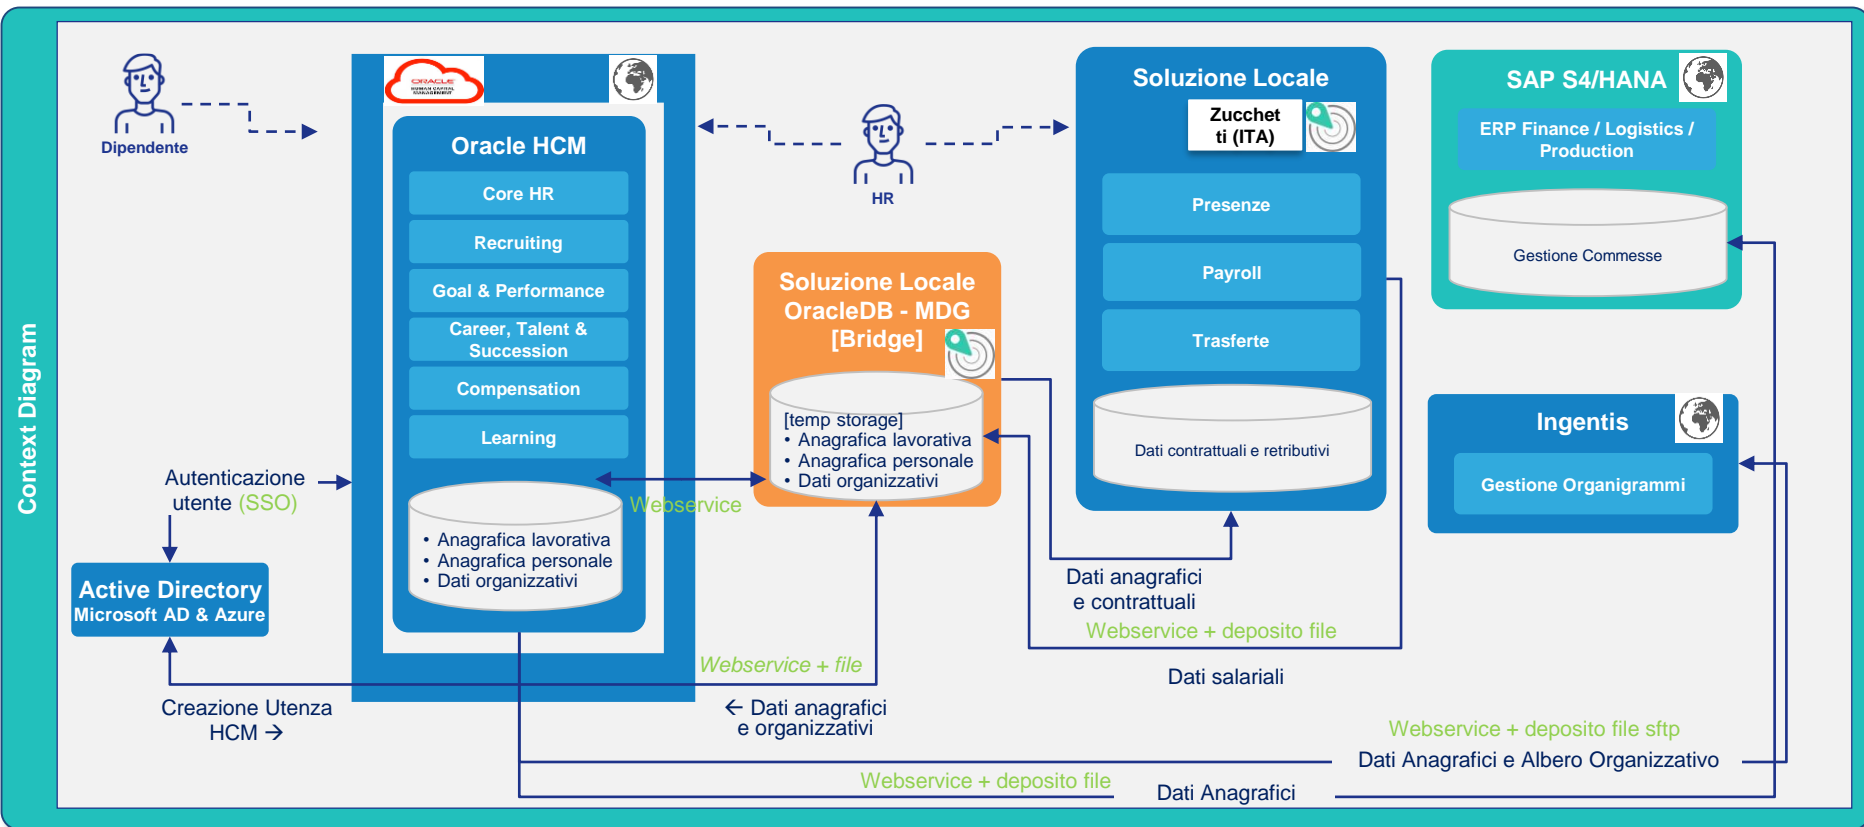 Context Diagram
Dipendente
ORACLE
HUMAN CAPITAL
MANAGEMENT
Oracle HCM
Core HR
Recruiting
Goal & Performance
Career, Talent &
Succession
Compensation
Learning
• Anagrafica lavorativa
• Anagrafica personale
• Dati organizzativi
Autenticazione
utente (SSO)
Active Directory
Microsoft AD & Azure
Creazione Utenza
HCM →
HR
Soluzione Locale
OracleDB - MDG
[Bridge]
[temp storage]
• Anagrafica lavorativa
• Anagrafica personale
• Dati organizzativi
Webservice
Webservice + file
← Dati anagrafici
e organizzativi
Soluzione Locale
Zucchet
ti (ITA)
Presenze
Payroll
Trasferte
Dati contrattuali e retributivi
Dati anagrafici
e contrattuali
Webservice + deposito file
Dati salariali
SAP S4/HANA
ERP Finance / Logistics /
Production
Gestione Commesse
Ingentis
Gestione Organigrammi
Webservice + deposito file sftp
Dati Anagrafici e Albero Organizzativo
Webservice + deposito file
Dati Anagrafici